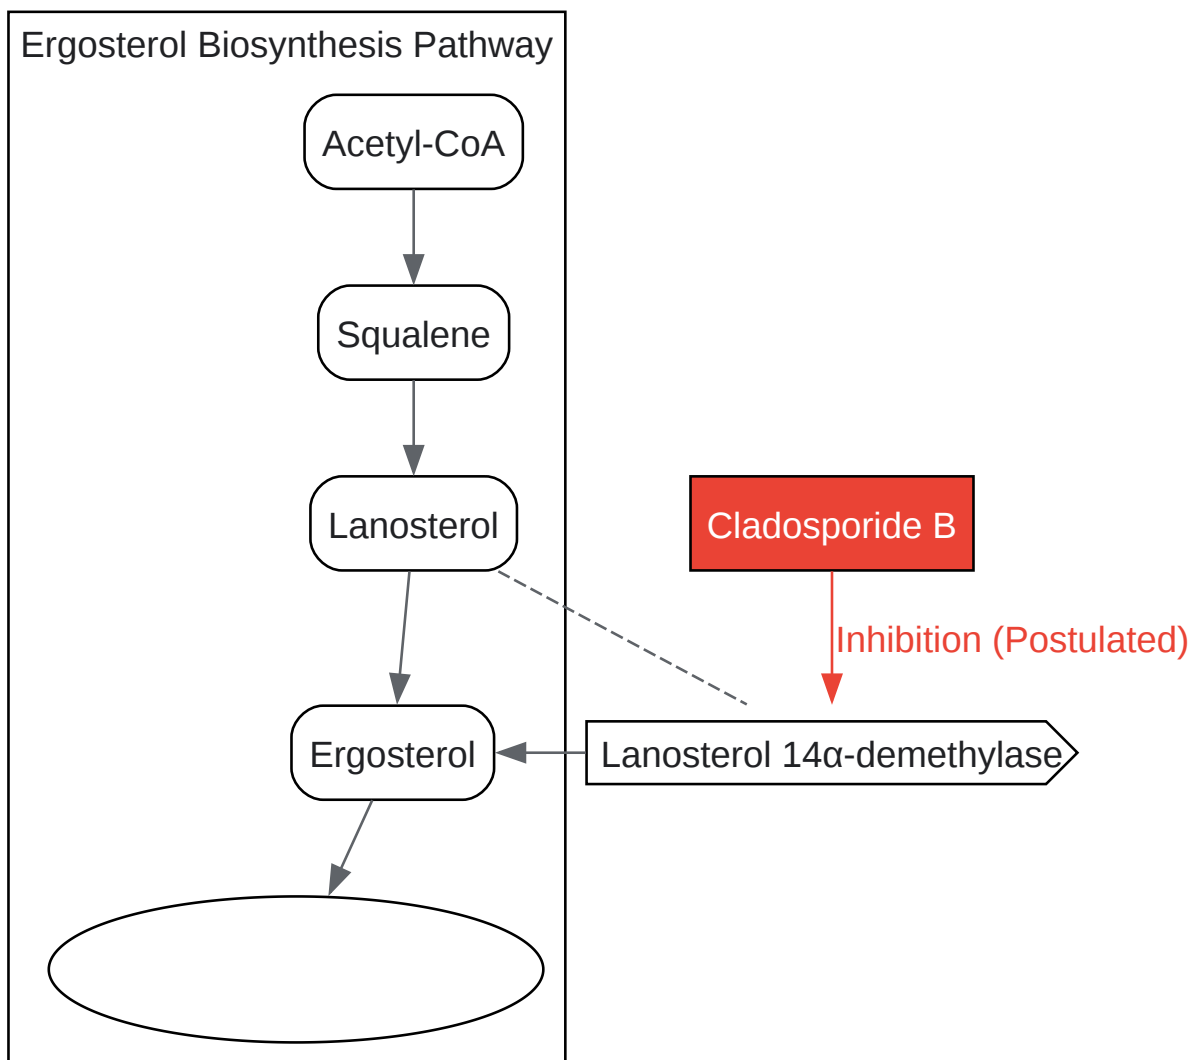 Ergosterol Biosynthesis Pathway
Acetyl-CoA
Squalene
Lanosterol
Cladosporide B
Inhibition (Postulated)
Ergosterol
Lanosterol 14α-demethylase